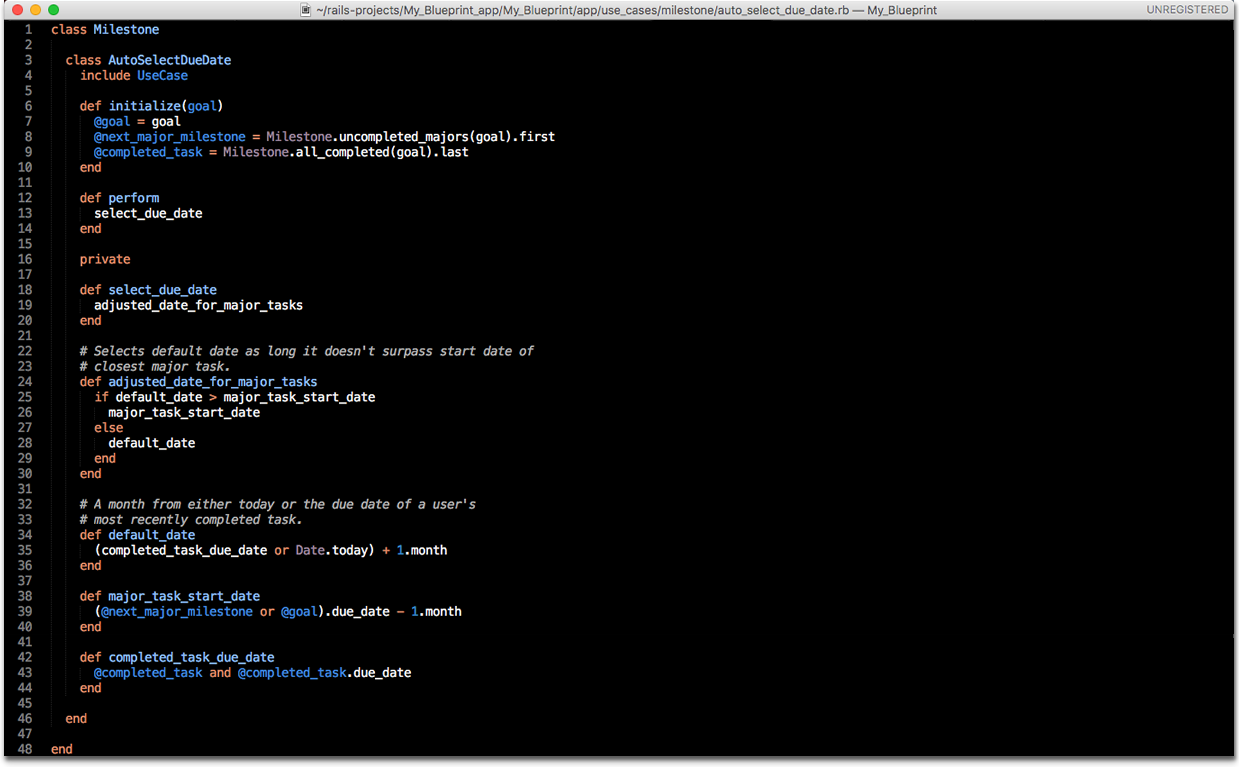 ~/rails-projects/My_Blueprint_app/My_Blueprint/app/use_cases/milestone/auto_select_due_date.rb — My_Blueprint UNREGISTERED
1 class Milestone
2
3   class AutoSelectDueDate
4     include UseCase
5
6     def initialize(goal)
7       @goal = goal
8       @next_major_milestone = Milestone.uncompleted_majors(goal).first
9       @completed_task = Milestone.all_completed(goal).last
10     end
11
12     def perform
13       select_due_date
14     end
15
16     private
17
18     def select_due_date
19       adjusted_date_for_major_tasks
20     end
21
22     # Selects default date as long it doesn't surpass start date of
23     # closest major task.
24     def adjusted_date_for_major_tasks
25       if default_date > major_task_start_date
26         major_task_start_date
27       else
28         default_date
29       end
30     end
31
32     # A month from either today or the due date of a user's
33     # most recently completed task.
34     def default_date
35       (completed_task_due_date or Date.today) + 1.month
36     end
37
38     def major_task_start_date
39       (@next_major_milestone or @goal).due_date - 1.month
40     end
41
42     def completed_task_due_date
43       @completed_task and @completed_task.due_date
44     end
45
46   end
47
48 end